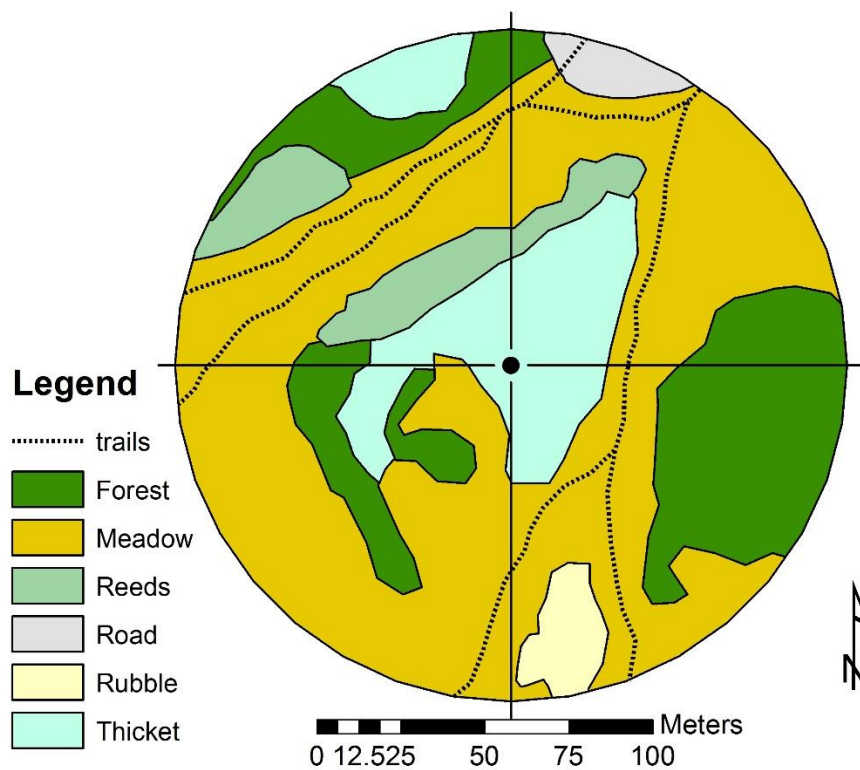 Legend
trails
Forest
Meadow
Reeds
Road
Rubble
Thicket
Meters
0 12.525 50 75 100
N